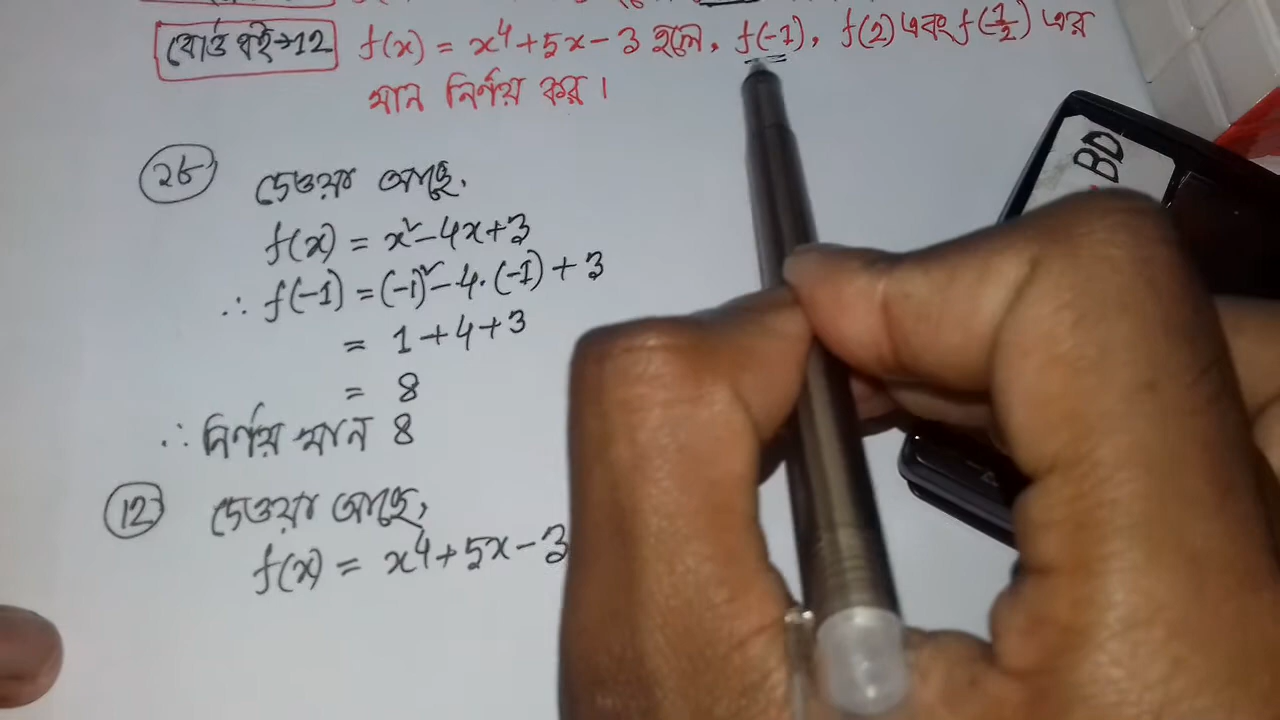 বোর্ড বই→12 f(x) = x⁴+5x-3 হলে, f(-1), f(2) এবং f(1/2) এর
মান নির্ণয় কর।
BD
২৮ দেওয়া আছে,
f(x) = x²-4x+3
∴ f(-1) = (-1)²-4·(-1)+3
= 1+4+3
= 8
∴ নির্ণেয় মান 8
12 দেওয়া আছে,
f(x) = x⁴+5x-3